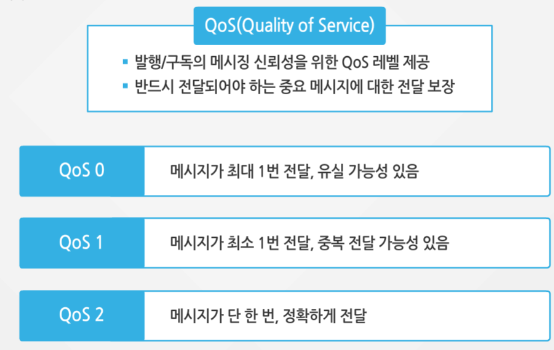 QoS(Quality of Service)
▪ 발행/구독의 메시징 신뢰성을 위한 QoS 레벨 제공
▪ 반드시 전달되어야 하는 중요 메시지에 대한 전달 보장
QoS 0
메시지가 최대 1번 전달, 유실 가능성 있음
QoS 1
메시지가 최소 1번 전달, 중복 전달 가능성 있음
QoS 2
메시지가 단 한 번, 정확하게 전달